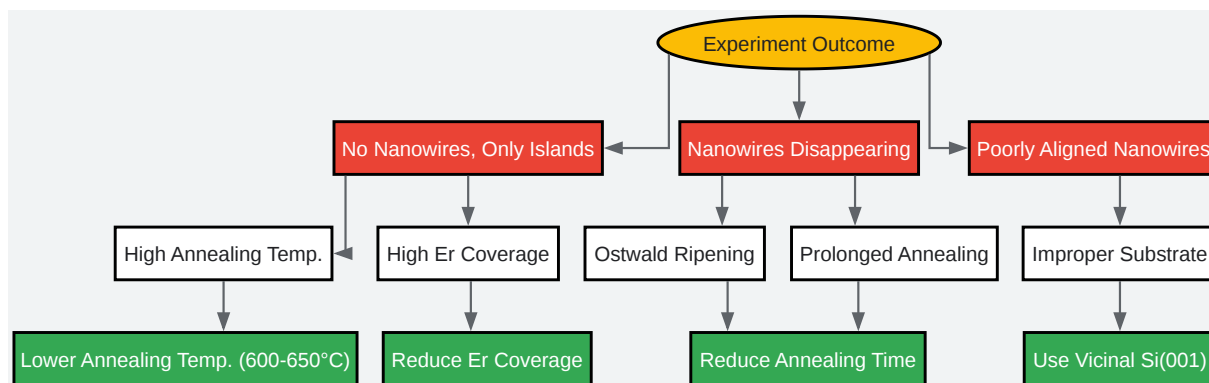 Experiment Outcome
No Nanowires, Only Islands
Nanowires Disappearing
Poorly Aligned Nanowires
High Annealing Temp.
High Er Coverage
Ostwald Ripening
Prolonged Annealing
Improper Substrate
Lower Annealing Temp. (600-650°C)
Reduce Er Coverage
Reduce Annealing Time
Use Vicinal Si(001)